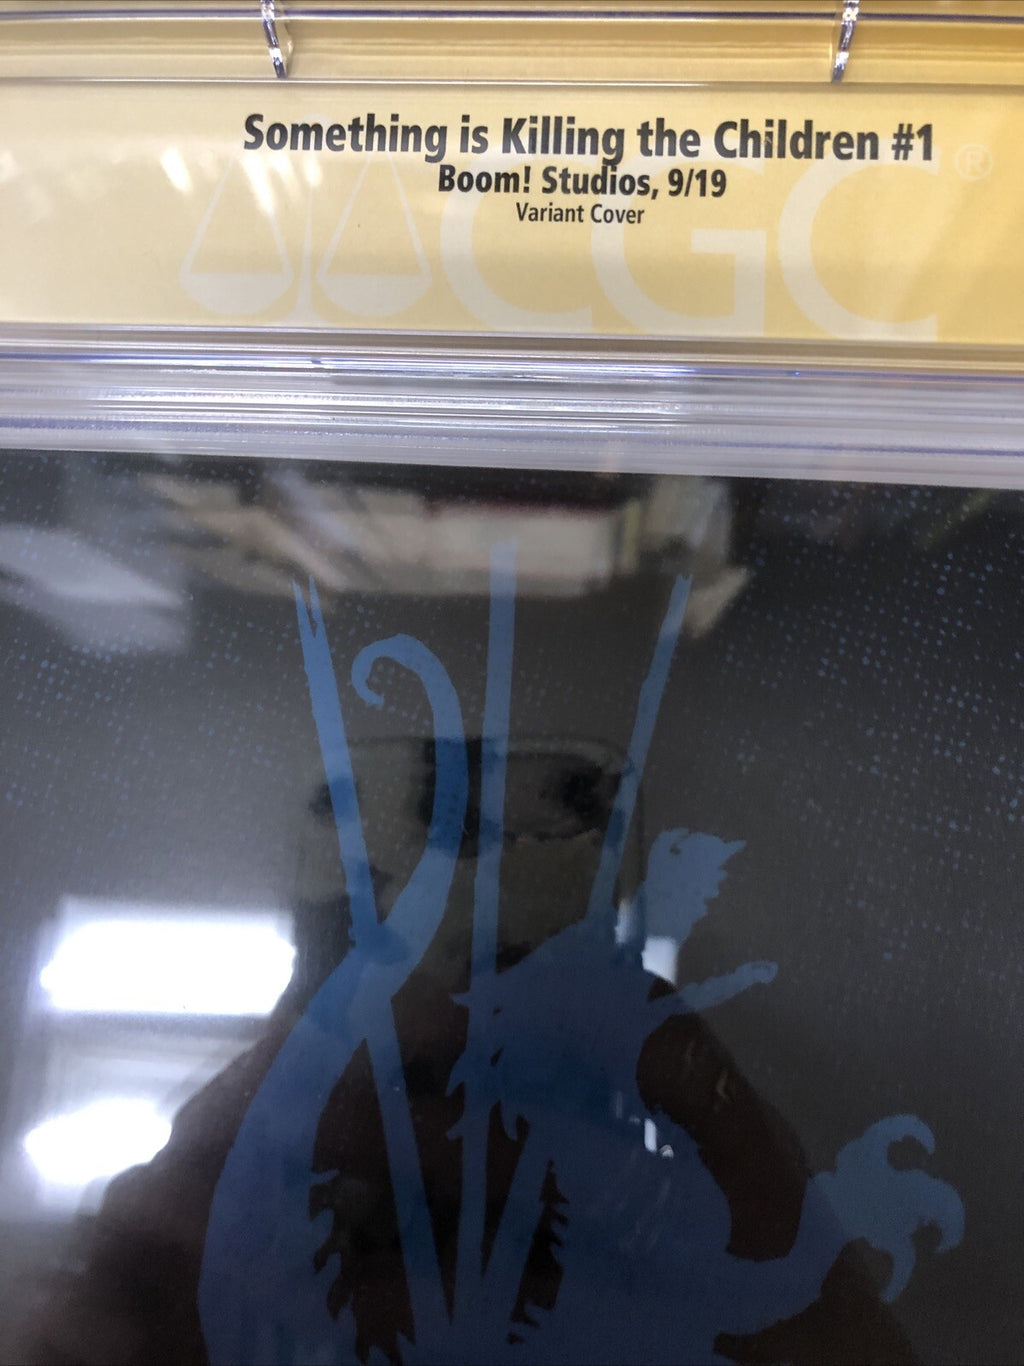 Something is Killing the Children #1
Boom! Studios, 9/19
Variant Cover
CGC®